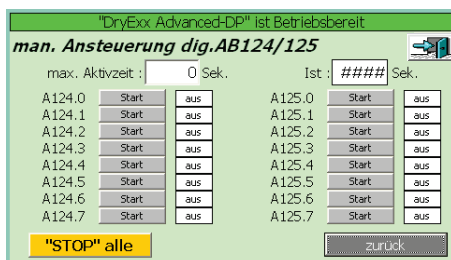 "DryExx Advanced-DP" ist Betriebsbereit
man. Ansteuerung dig.AB124/125
max. Aktivzeit : 0 Sek. Ist : #### Sek.
A124.0 Start aus A125.0 Start aus
A124.1 Start aus A125.1 Start aus
A124.2 Start aus A125.2 Start aus
A124.3 Start aus A125.3 Start aus
A124.4 Start aus A125.4 Start aus
A124.5 Start aus A125.5 Start aus
A124.6 Start aus A125.6 Start aus
A124.7 Start aus A125.7 Start aus
"STOP" alle zurück